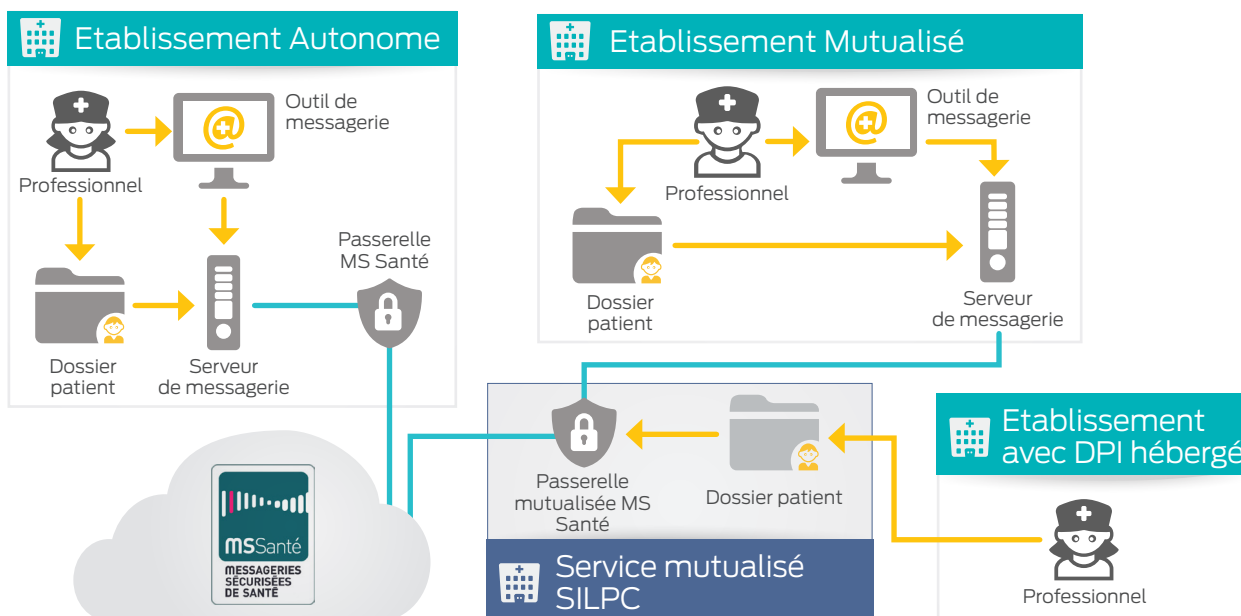 Etablissement Autonome
Professionnel
@
Outil de
messagerie
Passerelle
MS Santé
Dossier
patient
Serveur
de messagerie
Etablissement Mutualisé
Professionnel
@
Outil de
messagerie
Dossier
patient
Serveur
de messagerie
Passerelle
mutualisée MS
Santé
Dossier patient
Service mutualisé
SILPC
Etablissement
avec DPI hébergé
Professionnel
MSSanté
MESSAGERIES
SÉCURISÉES
DE SANTÉ